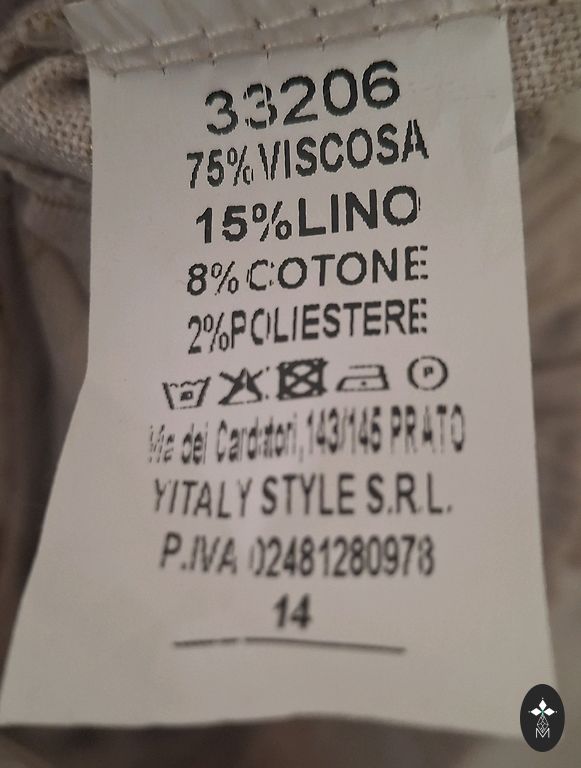 33206
75% VISCOSA
15% LINO
8% COTONE
2% POLIESTERE
P
Via dei Cardatori, 143/145 PRATO
YITALY STYLE S.R.L.
P.IVA 02481280978
14
M